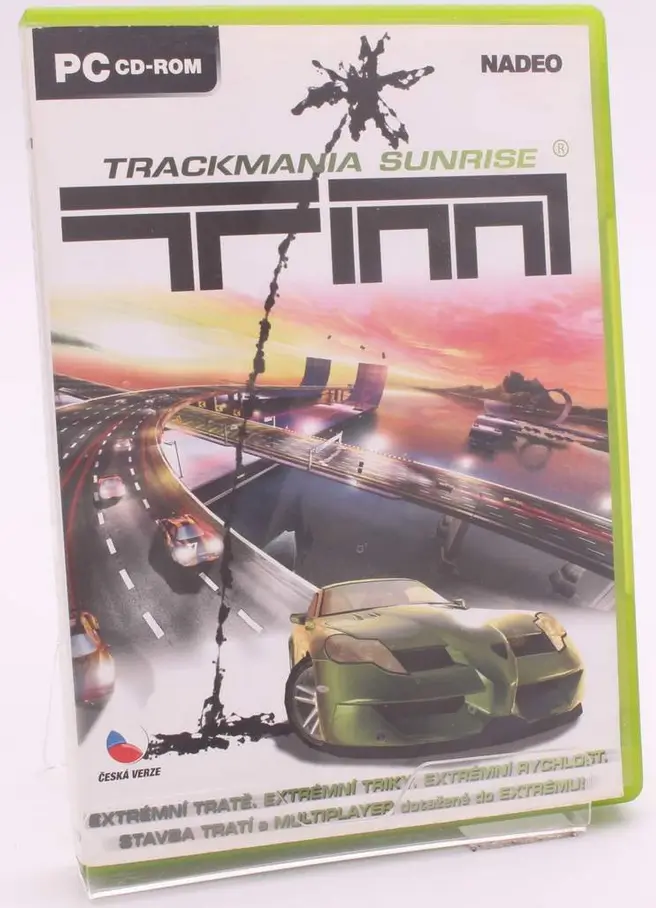 PC CD-ROM
NADEO
TRACKMANIA SUNRISE ®
TM
ČESKÁ VERZE
EXTRÉMNÍ TRATĚ. EXTRÉMNÍ TRIKY. EXTRÉMNÍ RYCHLOST.
STAVBA TRATÍ a MULTIPLAYER dotažené do EXTRÉMU!